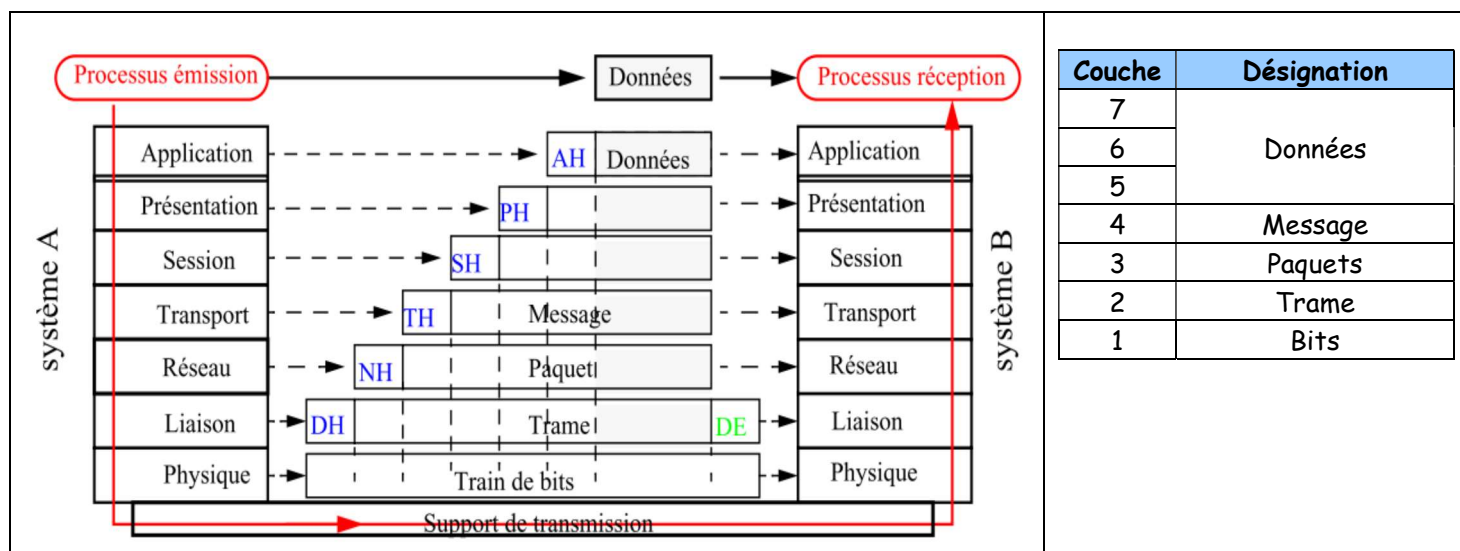 Processus émission
Données
Processus réception
système A
Application
AH
Données
Application
Présentation
PH
Présentation
Session
SH
Session
Transport
TH
Message
Transport
Réseau
NH
Paquet
Réseau
Liaison
DH
Trame
DE
Liaison
Physique
Train de bits
Physique
Support de transmission
système B
Couche Désignation
7
6 Données
5
4 Message
3 Paquets
2 Trame
1 Bits